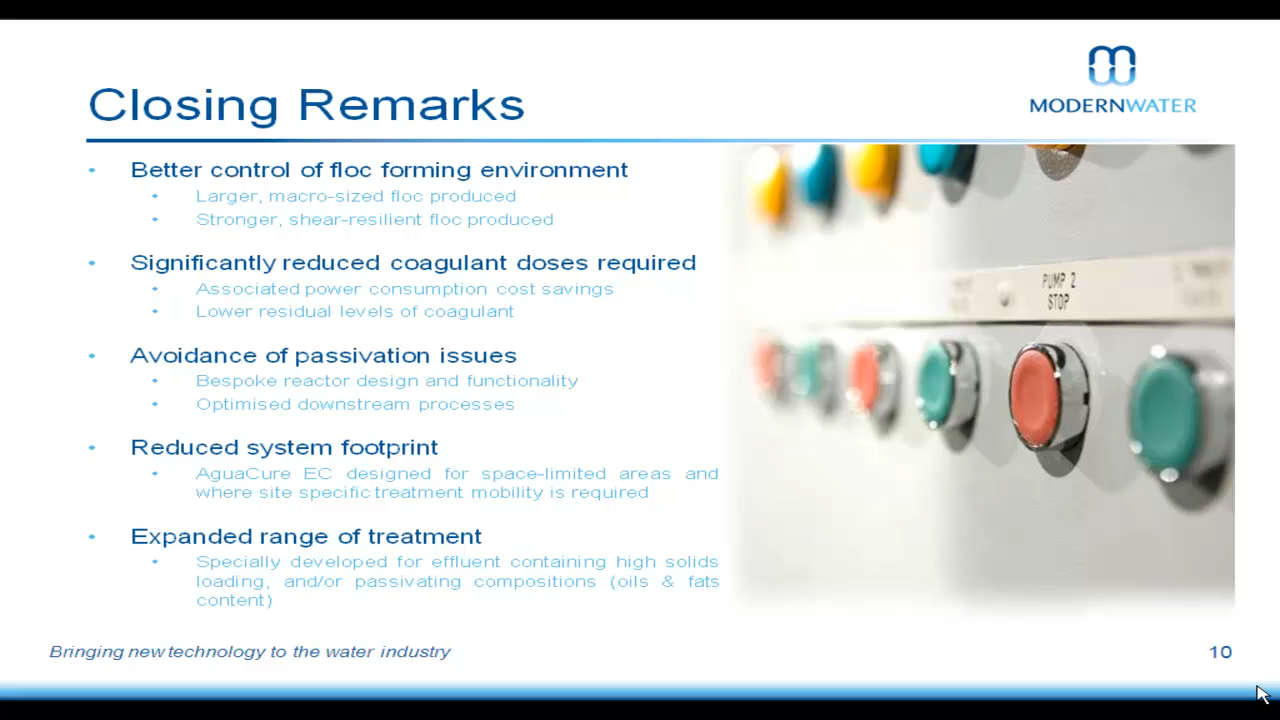 MODERNWATER
Closing Remarks
• Better control of floc forming environment
• Larger, macro-sized floc produced
• Stronger, shear-resilient floc produced
• Significantly reduced coagulant doses required
• Associated power consumption cost savings
• Lower residual levels of coagulant
• Avoidance of passivation issues
• Bespoke reactor design and functionality
• Optimised downstream processes
• Reduced system footprint
• AguaCure EC designed for space-limited areas and
where site specific treatment mobility is required
• Expanded range of treatment
• Specially developed for effluent containing high solids
loading, and/or passivating compositions (oils & fats
content)
PUMP 2
STOP
Bringing new technology to the water industry
10